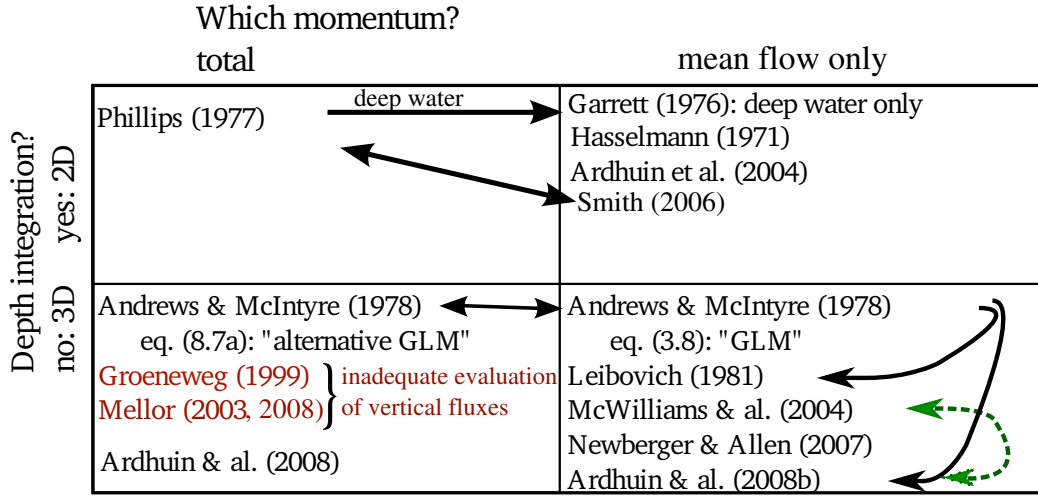 Which momentum?
total
mean flow only
Depth integration?
yes: 2D
Phillips (1977)
deep water
Garrett (1976): deep water only
Hasselmann (1971)
Ardhuin et al. (2004)
Smith (2006)
no: 3D
Andrews & McIntyre (1978)
eq. (8.7a): "alternative GLM"
Groeneweg (1999)
Mellor (2003, 2008)
inadequate evaluation
of vertical fluxes
Ardhuin & al. (2008)
Andrews & McIntyre (1978)
eq. (3.8): "GLM"
Leibovich (1981)
McWilliams & al. (2004)
Newberger & Allen (2007)
Ardhuin & al. (2008b)